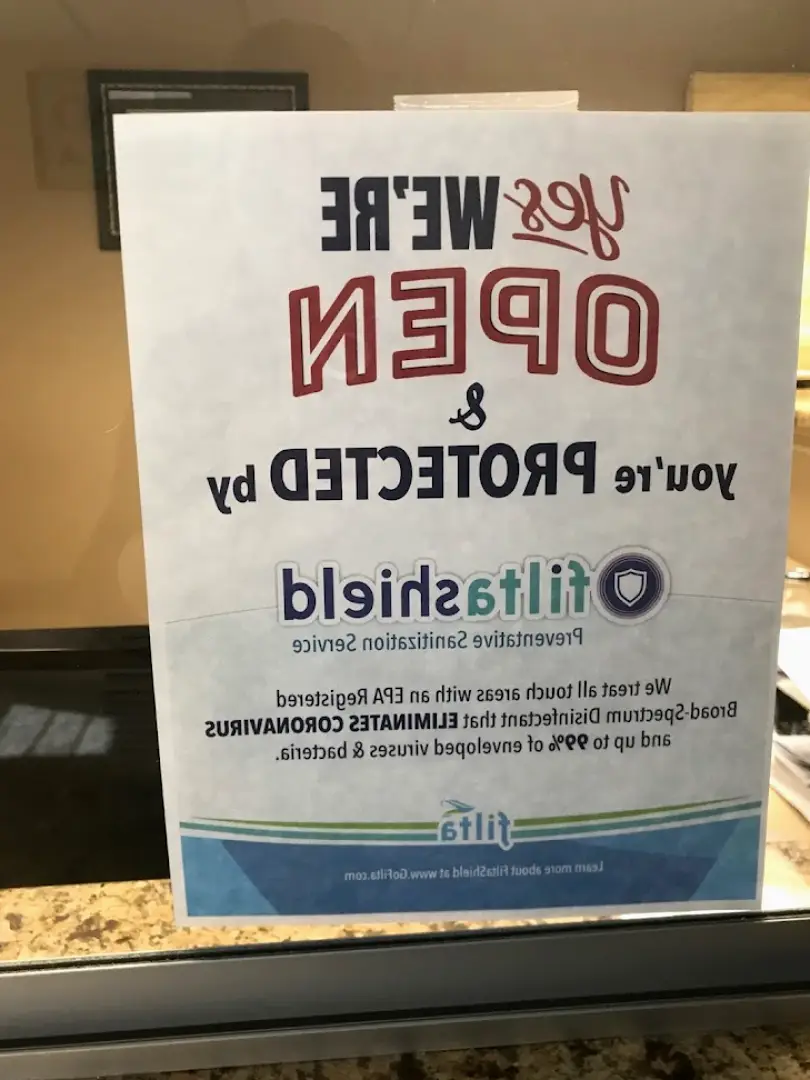 Yes WE'RE
OPEN
&
you're PROTECTED by
filtashield
Preventative Sanitization Service
We treat all touch areas with an EPA Registered
Broad-Spectrum Disinfectant that ELIMINATES CORONAVIRUS
and up to 99% of enveloped viruses & bacteria.
filta
Learn more about FiltaShield at www.GoFilta.com